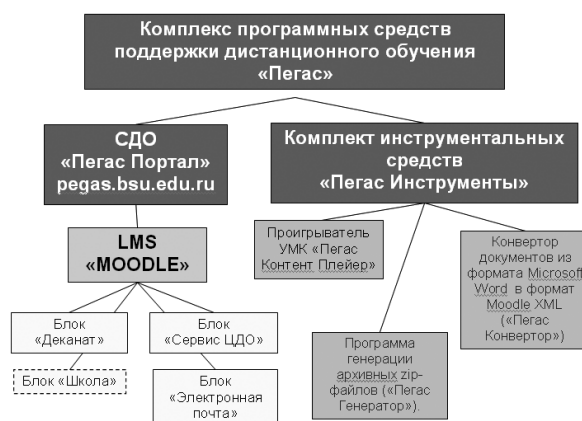 Комплекс программных средств
поддержки дистанционного обучения
«Пегас»
СДО
«Пегас Портал»
pegas.bsu.edu.ru
Комплект инструментальных
средств
«Пегас Инструменты»
LMS
«MOODLE»
Проигрыватель
УМК «Пегас
Контент Плейер»
Конвертор
документов из
формата Microsoft
Word в формат
Moodle XML
(«Пегас
Конвертор»)
Блок
«Деканат»
Блок
«Сервис ЦДО»
Программа
генерации
архивных zip-
файлов («Пегас
Генератор»).
Блок «Школа»
Блок
«Электронная
почта»